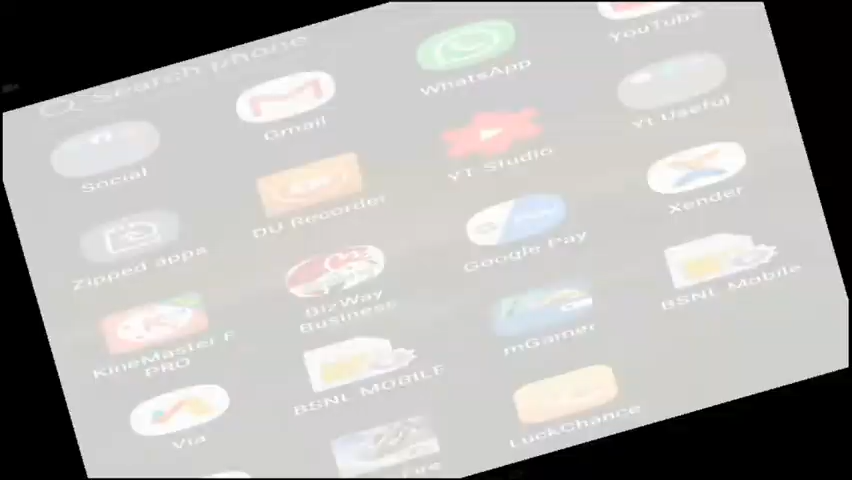 Search phone
Social
Gmail
WhatsApp
YouTube
Zipped apps
DU Recorder
YT Studio
Yt Useful
KineMaster F
PRO
BizWay
Business
Google Pay
Xender
Via
BSNL MOBILE
mGamer
BSNL Mobile
LuckChance